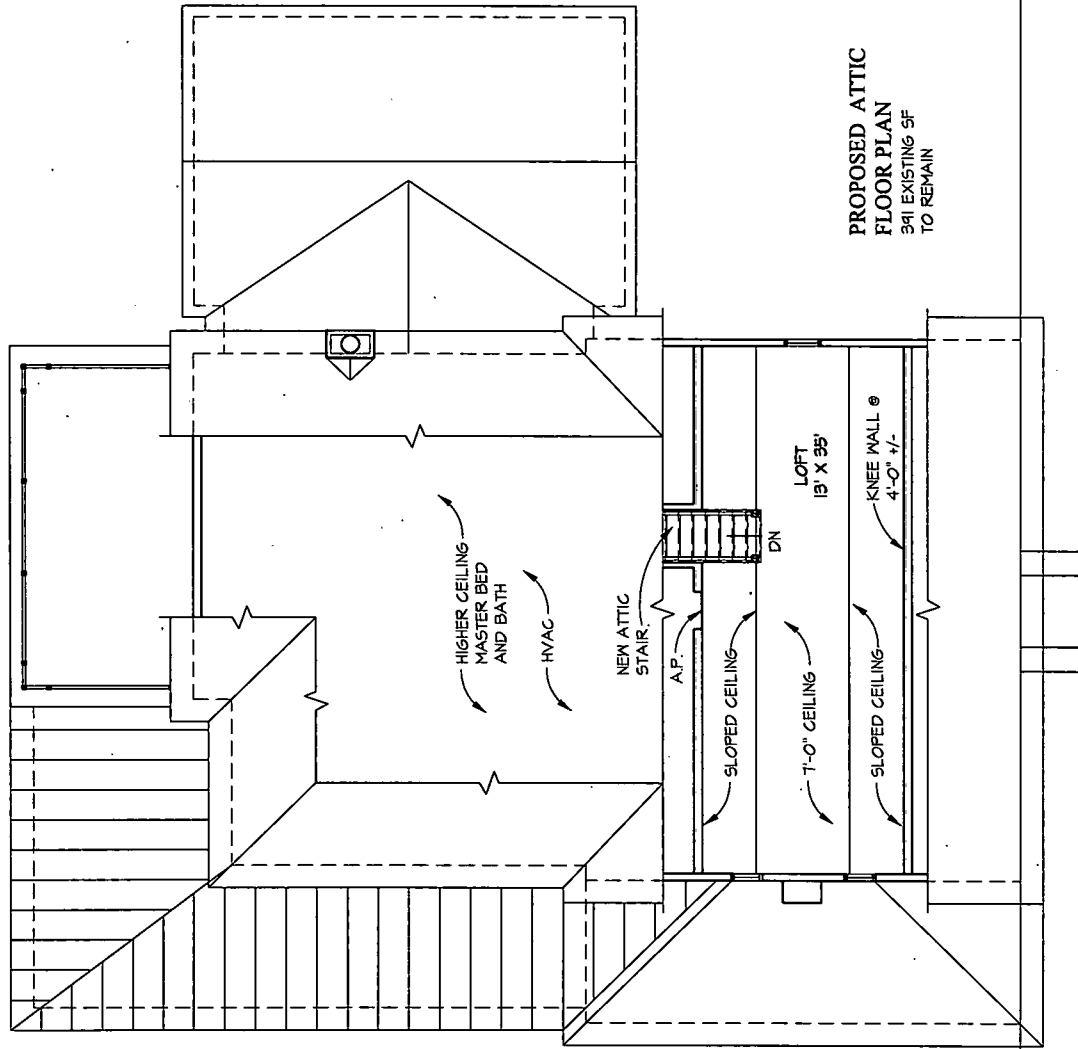 HIGHER CEILING
MASTER BED
AND BATH
HVAC
NEW ATTIC
STAIR.
A.P.
SLOPED CEILING
7'-0" CEILING
SLOPED CEILING
DN
LOFT
13' X 35'
KNEE WALL @
4'-0" +/-
PROPOSED ATTIC
FLOOR PLAN
391 EXISTING SF
TO REMAIN